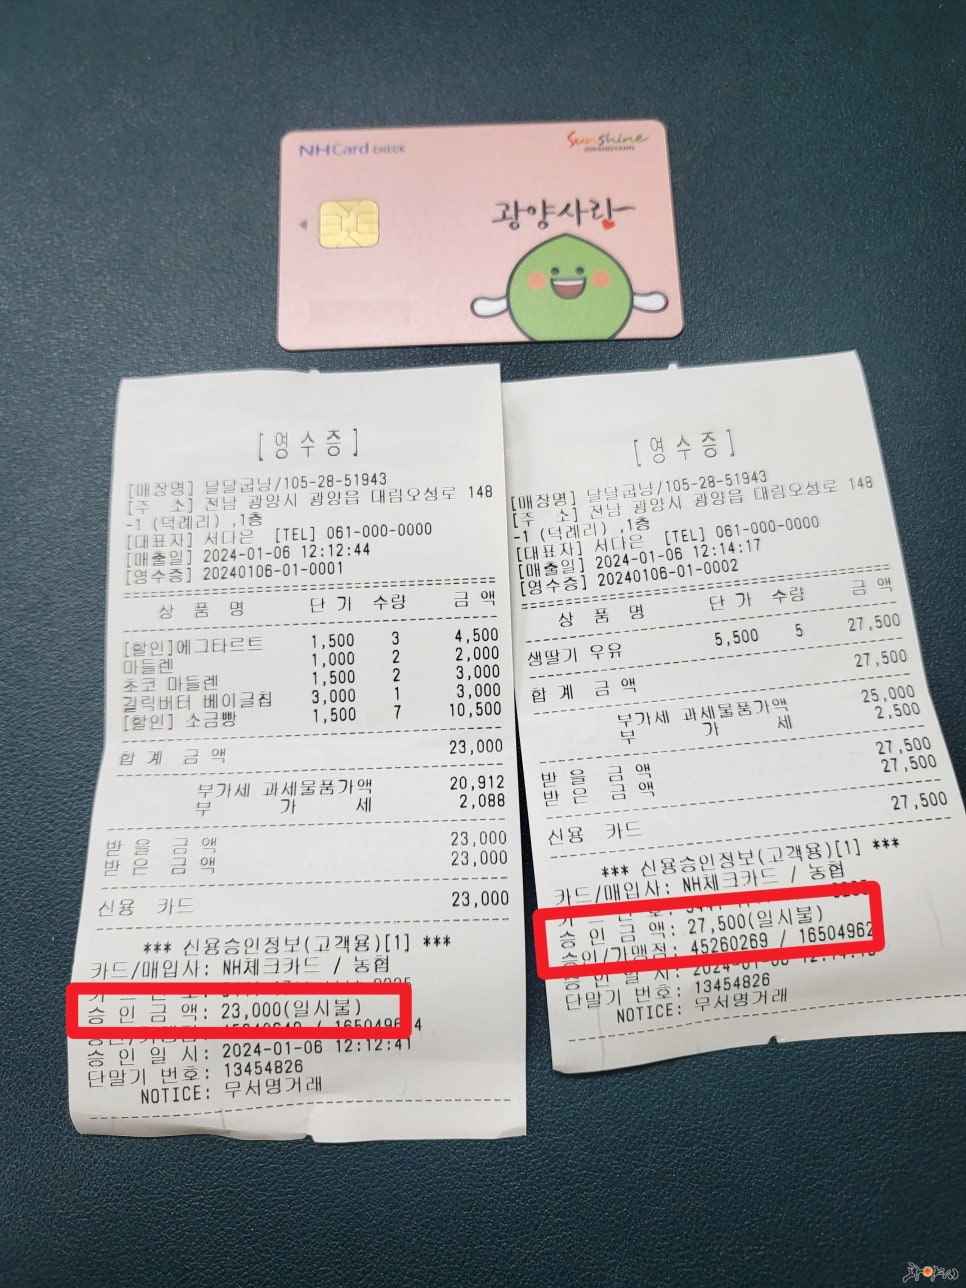 NHCard CHECK
Sunshine
GWANGYANG
광양사랑
[영수증]
[매장명] 달달굽낭/105-28-51943
[주 소] 전남 광양시 광양읍 대림오성로 148
-1 (덕례리) ,1층
[대표자] 서다은 [TEL] 061-000-0000
[매출일] 2024-01-06 12:12:44
[영수증] 20240106-01-0001
상 품 명 단 가 수량 금 액
[할인]에그타르트 1,500 3 4,500
마들렌 1,000 2 2,000
초코 마들렌 1,500 2 3,000
갈릭버터 베이글칩 3,000 1 3,000
[할인] 소금빵 1,500 7 10,500
합 계 금 액 23,000
부가세 과세물품가액 20,912
부 가 세 2,088
받 을 금 액 23,000
받 은 금 액 23,000
신용 카드 23,000
*** 신용승인정보(고객용)[1] ***
카드/매입사: NH체크카드 / 농협
승 인 금 액: 23,000(일시불)
승 인 일 시: 2024-01-06 12:12:41
단말기 번호: 13454826
NOTICE: 무서명거래
[영수증]
[매장명] 달달굽낭/105-28-51943
[주 소] 전남 광양시 광양읍 대림오성로 148
-1 (덕례리) ,1층
[대표자] 서다은 [TEL] 061-000-0000
[매출일] 2024-01-06 12:14:17
[영수증] 20240106-01-0002
상 품 명 단 가 수량 금 액
생딸기 우유 5,500 5 27,500
합 계 금 액 27,500
부가세 과세물품가액 25,000
부 가 세 2,500
받 을 금 액 27,500
받 은 금 액 27,500
신용 카드 27,500
*** 신용승인정보(고객용)[1] ***
카드/매입사: NH체크카드 / 농협
승 인 금 액: 27,500(일시불)
승인/가맹점: 45260269 / 16504962
승 인 일 시:
단말기 번호: 13454826
NOTICE: 무서명거래